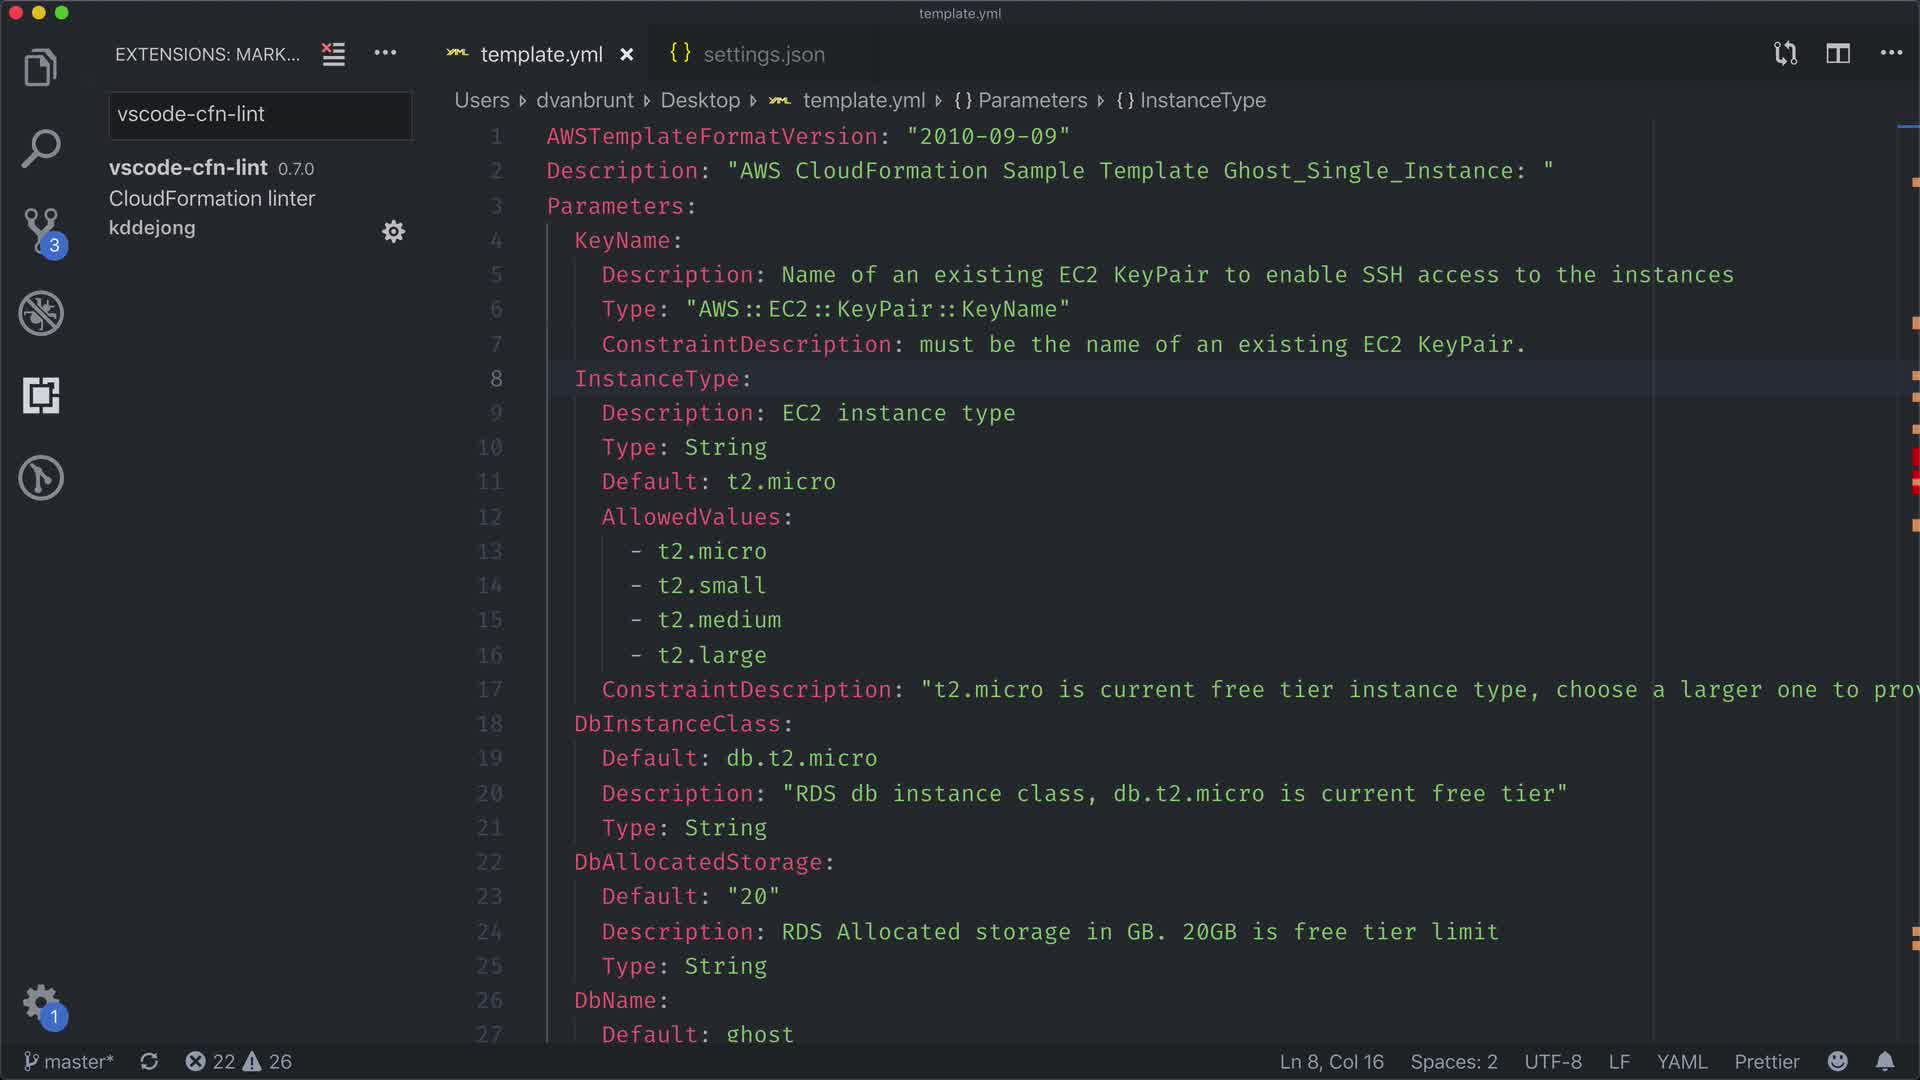 template.yml
EXTENSIONS: MARK...
template.yml
{} settings.json
vscode-cfn-lint
vscode-cfn-lint 0.7.0
CloudFormation linter
kddejong
3
1
Users dvanbrunt Desktop template.yml {} Parameters {} InstanceType
1 AWSTemplateFormatVersion: "2010-09-09"
2 Description: "AWS CloudFormation Sample Template Ghost_Single_Instance: "
3 Parameters:
4 KeyName:
5 Description: Name of an existing EC2 KeyPair to enable SSH access to the instances
6 Type: "AWS::EC2::KeyPair::KeyName"
7 ConstraintDescription: must be the name of an existing EC2 KeyPair.
8 InstanceType:
9 Description: EC2 instance type
10 Type: String
11 Default: t2.micro
12 AllowedValues:
13 - t2.micro
14 - t2.small
15 - t2.medium
16 - t2.large
17 ConstraintDescription: "t2.micro is current free tier instance type, choose a larger one to prov
18 DbInstanceClass:
19 Default: db.t2.micro
20 Description: "RDS db instance class, db.t2.micro is current free tier"
21 Type: String
22 DbAllocatedStorage:
23 Default: "20"
24 Description: RDS Allocated storage in GB. 20GB is free tier limit
25 Type: String
26 DbName:
27 Default: ghost
master* 22 26 Ln 8, Col 16 Spaces: 2 UTF-8 LF YAML Prettier